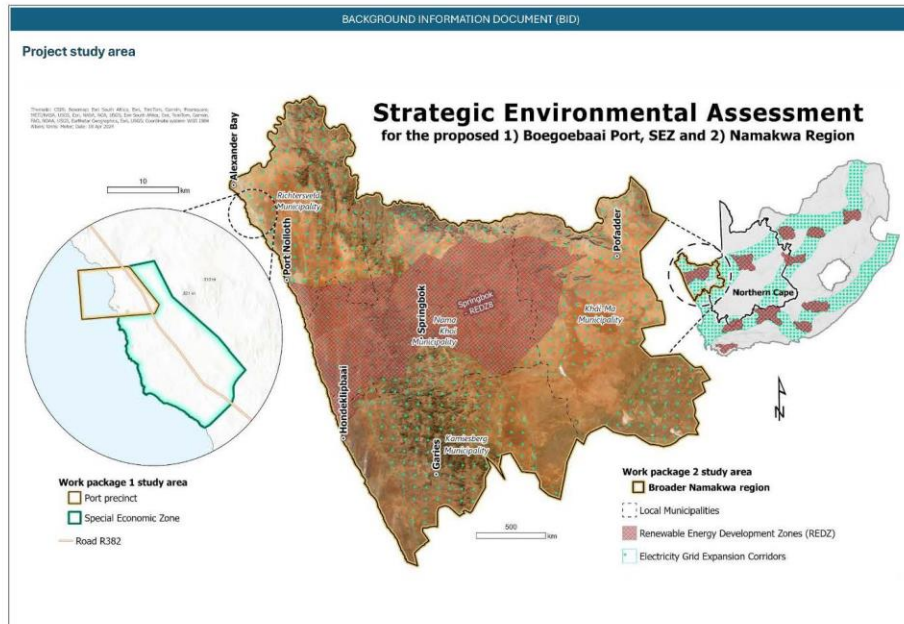 BACKGROUND INFORMATION DOCUMENT (BID)
Project study area
Strategic Environmental Assessment
for the proposed 1) Boegoebaai Port, SEZ and 2) Namakwa Region
Alexander Bay
10
km
Richtersveld
Municipality
Port Nolloth
Pofadder
Springbok
REDZ8
Springbok
Nama
Khoi
Municipality
Khâi-Ma
Municipality
Northern Cape
Hondeklipbaai
Kamiesberg
Municipality
Garies
N
Work package 1 study area
Port precinct
Special Economic Zone
Road R382
500
km
Work package 2 study area
Broader Namakwa region
Local Municipalities
Renewable Energy Development Zones (REDZ)
Electricity Grid Expansion Corridors